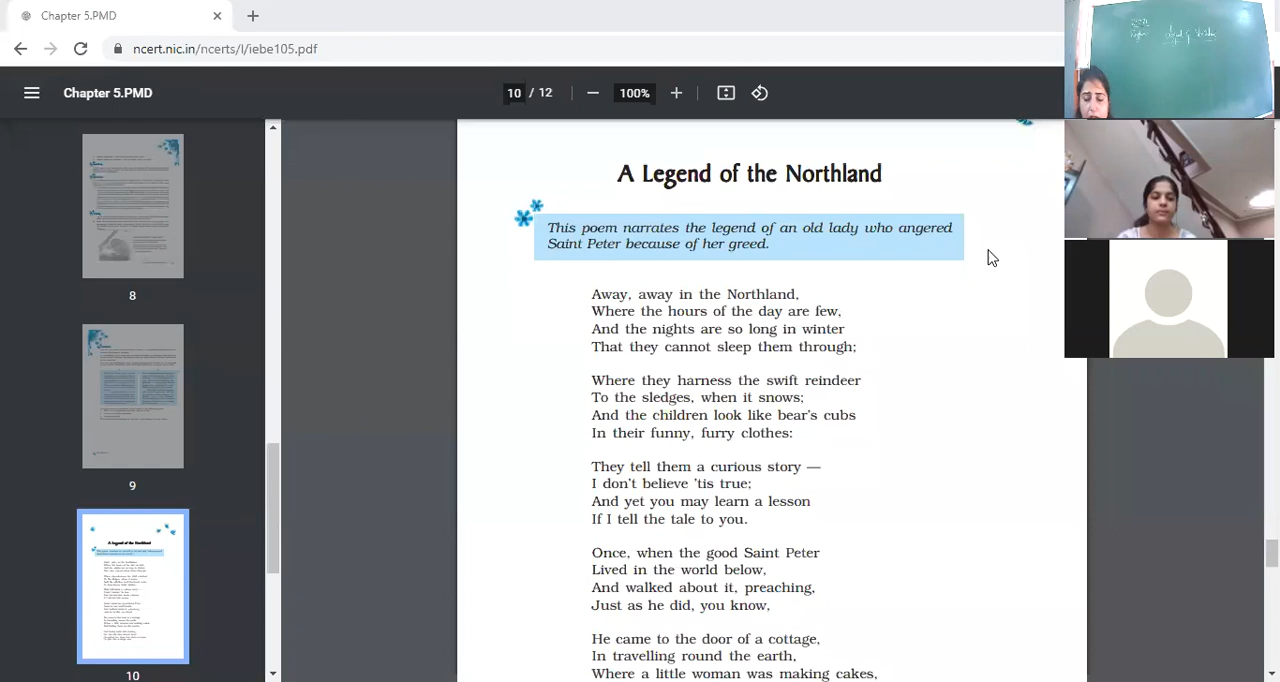 Chapter 5.PMD
ncert.nic.in/ncerts/l/iebe105.pdf
Chapter 5.PMD
10 / 12
100%
8
9
10
A Legend of the Northland
This poem narrates the legend of an old lady who angered
Saint Peter because of her greed.
Away, away in the Northland,
Where the hours of the day are few,
And the nights are so long in winter
That they cannot sleep them through;
Where they harness the swift reindeer
To the sledges, when it snows;
And the children look like bear's cubs
In their funny, furry clothes:
They tell them a curious story —
I don't believe 'tis true;
And yet you may learn a lesson
If I tell the tale to you.
Once, when the good Saint Peter
Lived in the world below,
And walked about it, preaching,
Just as he did, you know,
He came to the door of a cottage,
In travelling round the earth,
Where a little woman was making cakes,